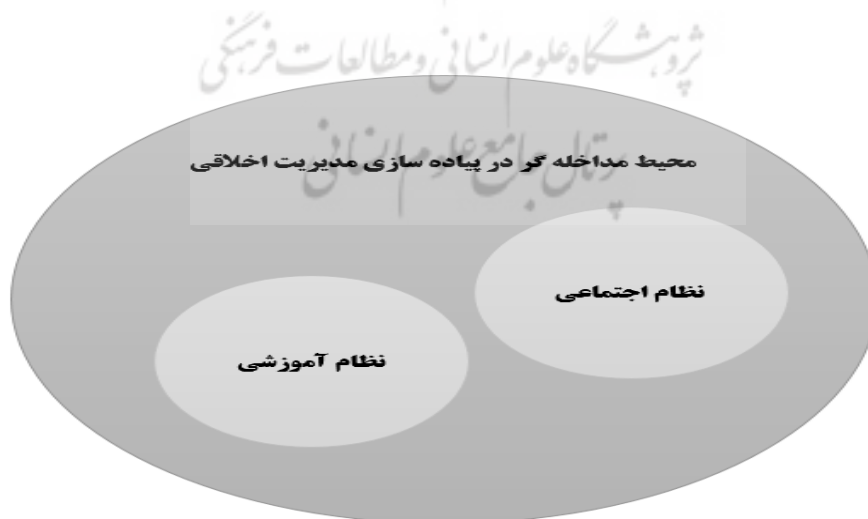 پژوهشگاه علوم انسانی و مطالعات فرهنگی
محیط مداخله گر در پیاده سازی مدیریت اخلاقی
پرتال جامع علوم انسانی
نظام اجتماعی
نظام آموزشی